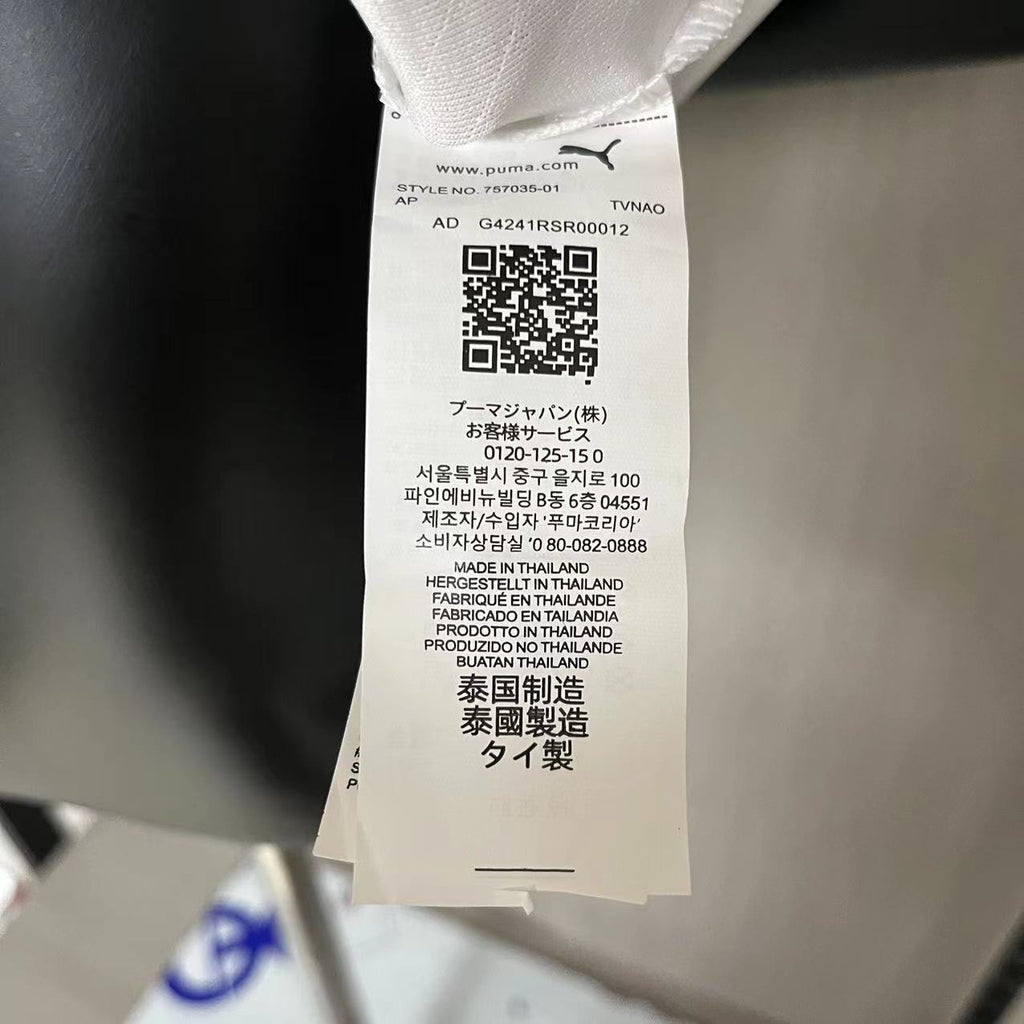 www.puma.com
STYLE NO. 757035-01
AP TVNAO
AD G4241RSR00012
プーマジャパン(株)
お客様サービス
0120-125-15 0
서울특별시 중구 을지로 100
파인에비뉴빌딩 B동 6층 04551
제조자/수입자 '푸마코리아'
소비자상담실 '0 80-082-0888
MADE IN THAILAND
HERGESTELLT IN THAILAND
FABRIQUÉ EN THAILANDE
FABRICADO EN TAILANDIA
PRODOTTO IN THAILAND
PRODUZIDO NO THAILANDE
BUATAN THAILAND
泰国制造
泰國製造
タイ製